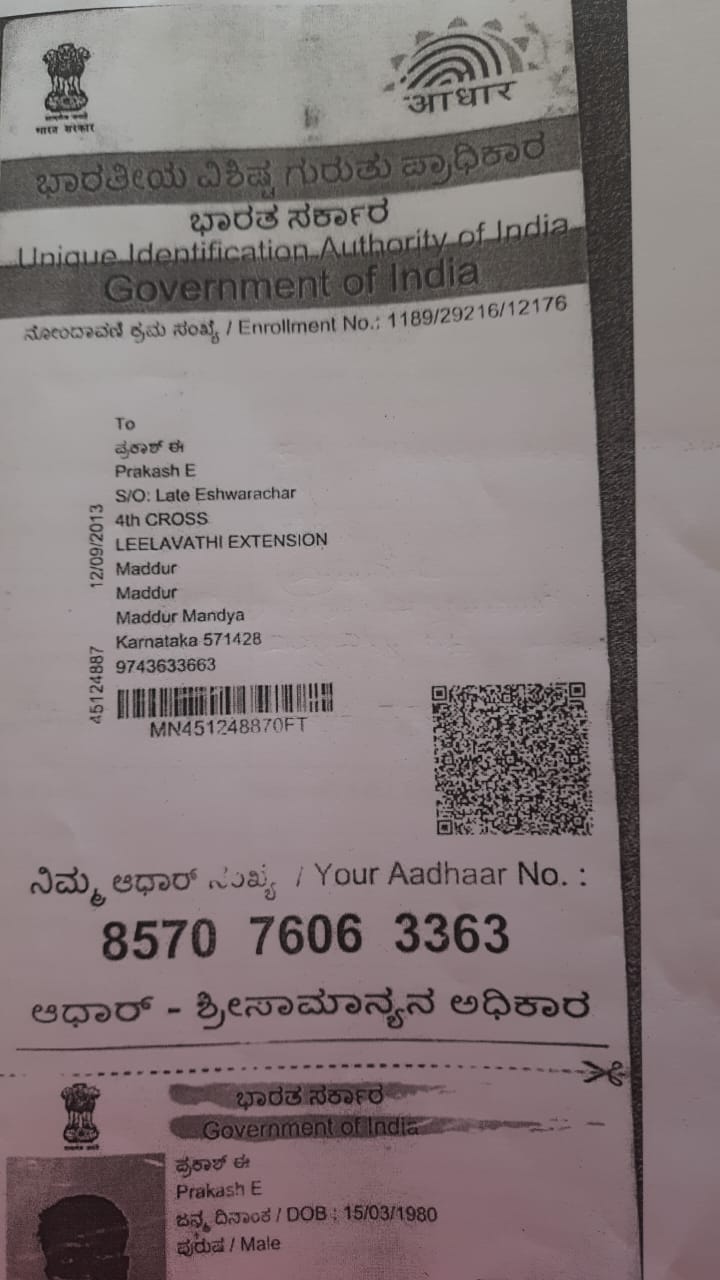 भारत सरकार
आधार
ಭಾರತೀಯ ವಿಶಿಷ್ಟ ಗುರುತು ಪ್ರಾಧಿಕಾರ
ಭಾರತ ಸರ್ಕಾರ
Unique Identification Authority of India
Government of India
ನೋಂದಾವಣೆ ಕ್ರಮ ಸಂಖ್ಯೆ / Enrollment No.: 1189/29216/12176
To
ಪ್ರಕಾಶ್ ಈ
Prakash E
S/O: Late Eshwarachar
4th CROSS
LEELAVATHI EXTENSION
Maddur
Maddur
Maddur Mandya
Karnataka 571428
9743633663
12/09/2013
45124887
MN451248870FT
ನಿಮ್ಮ ಆಧಾರ್ ಸಂಖ್ಯೆ / Your Aadhaar No. :
8570 7606 3363
ಆಧಾರ್ - ಶ್ರೀಸಾಮಾನ್ಯನ ಅಧಿಕಾರ
ಭಾರತ ಸರ್ಕಾರ
Government of India
ಪ್ರಕಾಶ್ ಈ
Prakash E
ಜನ್ಮ ದಿನಾಂಕ / DOB : 15/03/1980
ಪುರುಷ / Male